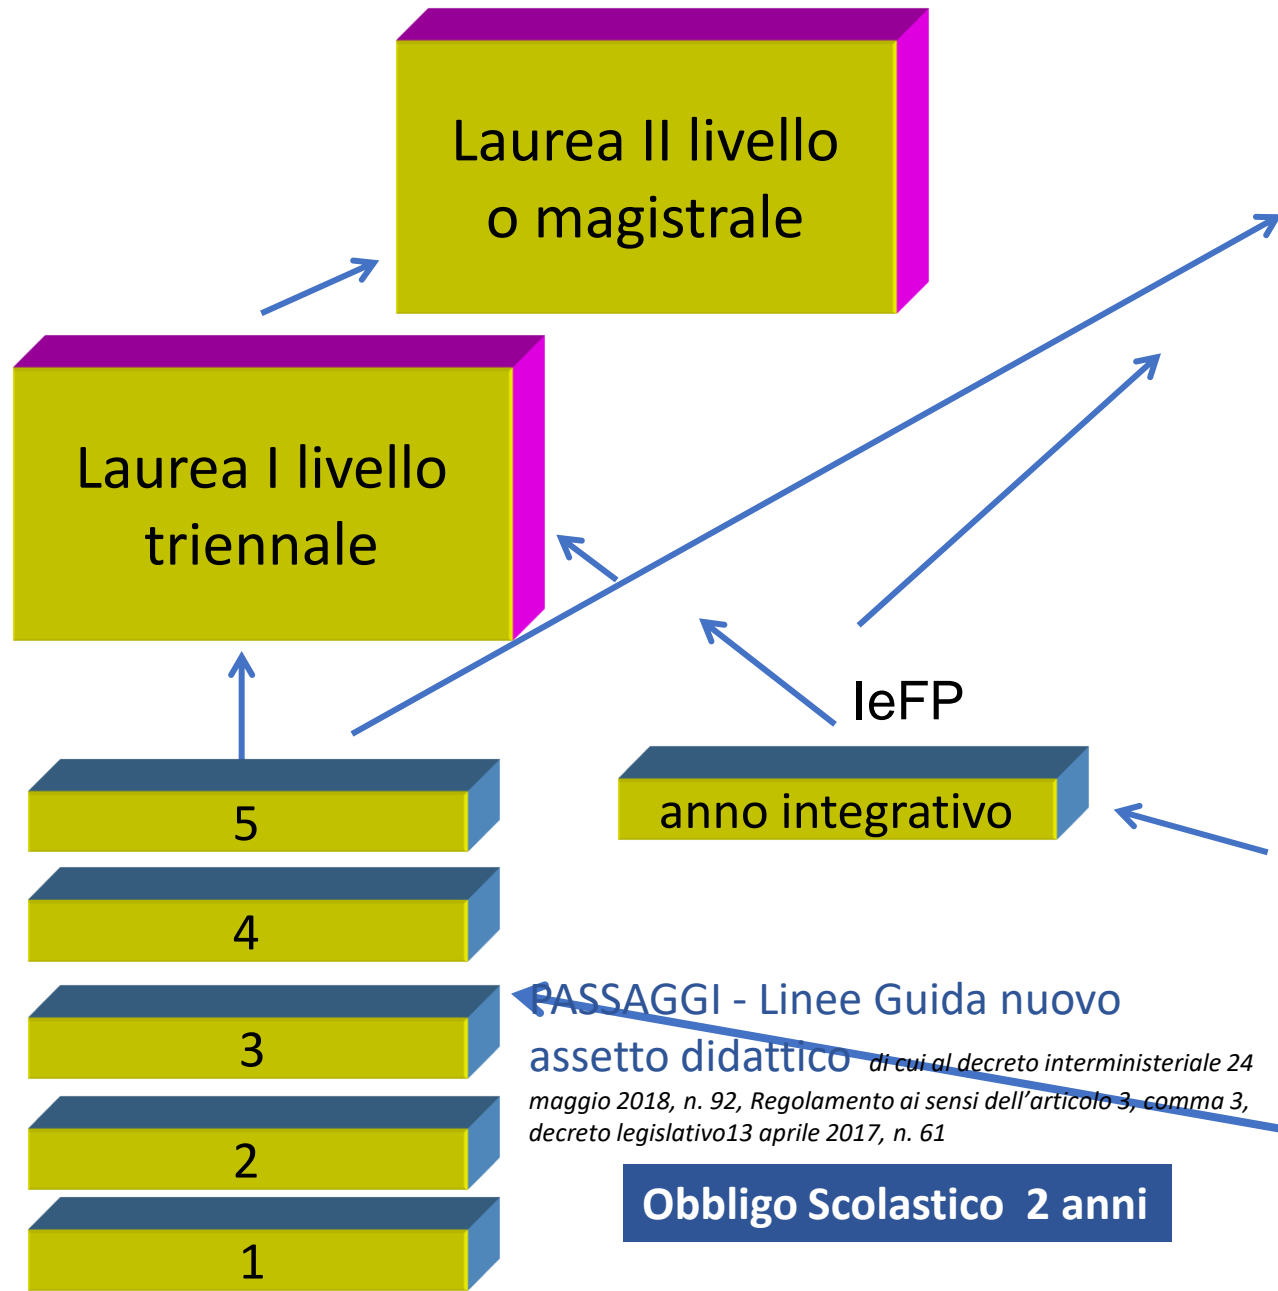 Laurea II livello
o magistrale
Laurea I livello
triennale
IeFP
anno integrativo
5
4
3
2
1
PASSAGGI - Linee Guida nuovo
assetto didattico di cui al decreto interministeriale 24
maggio 2018, n. 92, Regolamento ai sensi dell’articolo 3, comma 3,
decreto legislativo13 aprile 2017, n. 61
Obbligo Scolastico 2 anni